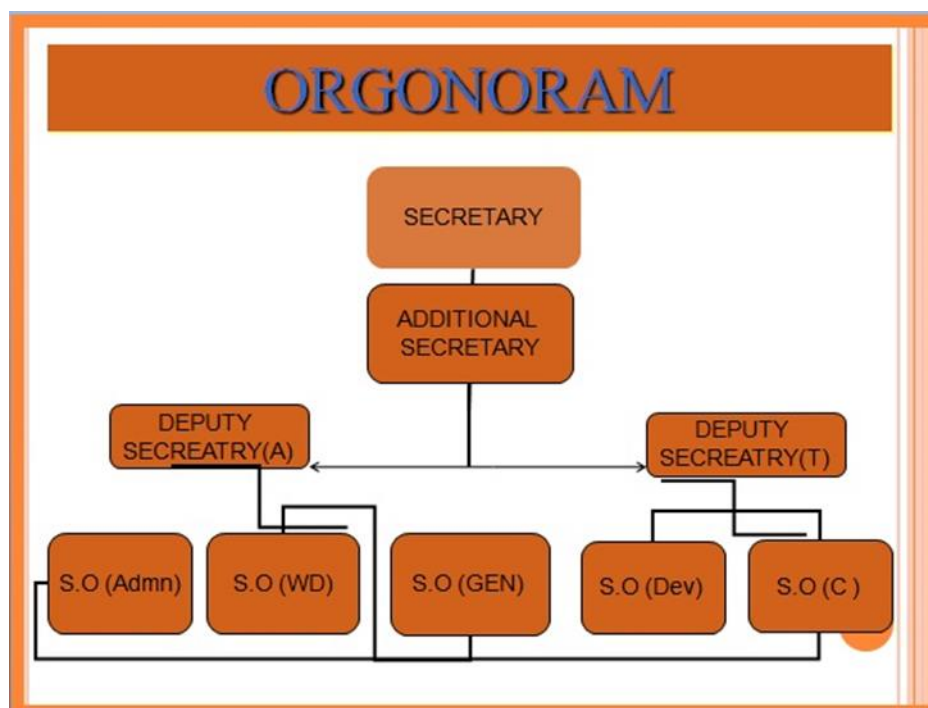 ORGONORAM
SECRETARY
ADDITIONAL
SECRETARY
DEPUTY
SECREATRY(A)
DEPUTY
SECREATRY(T)
S.O (Admn)
S.O (WD)
S.O (GEN)
S.O (Dev)
S.O (C )